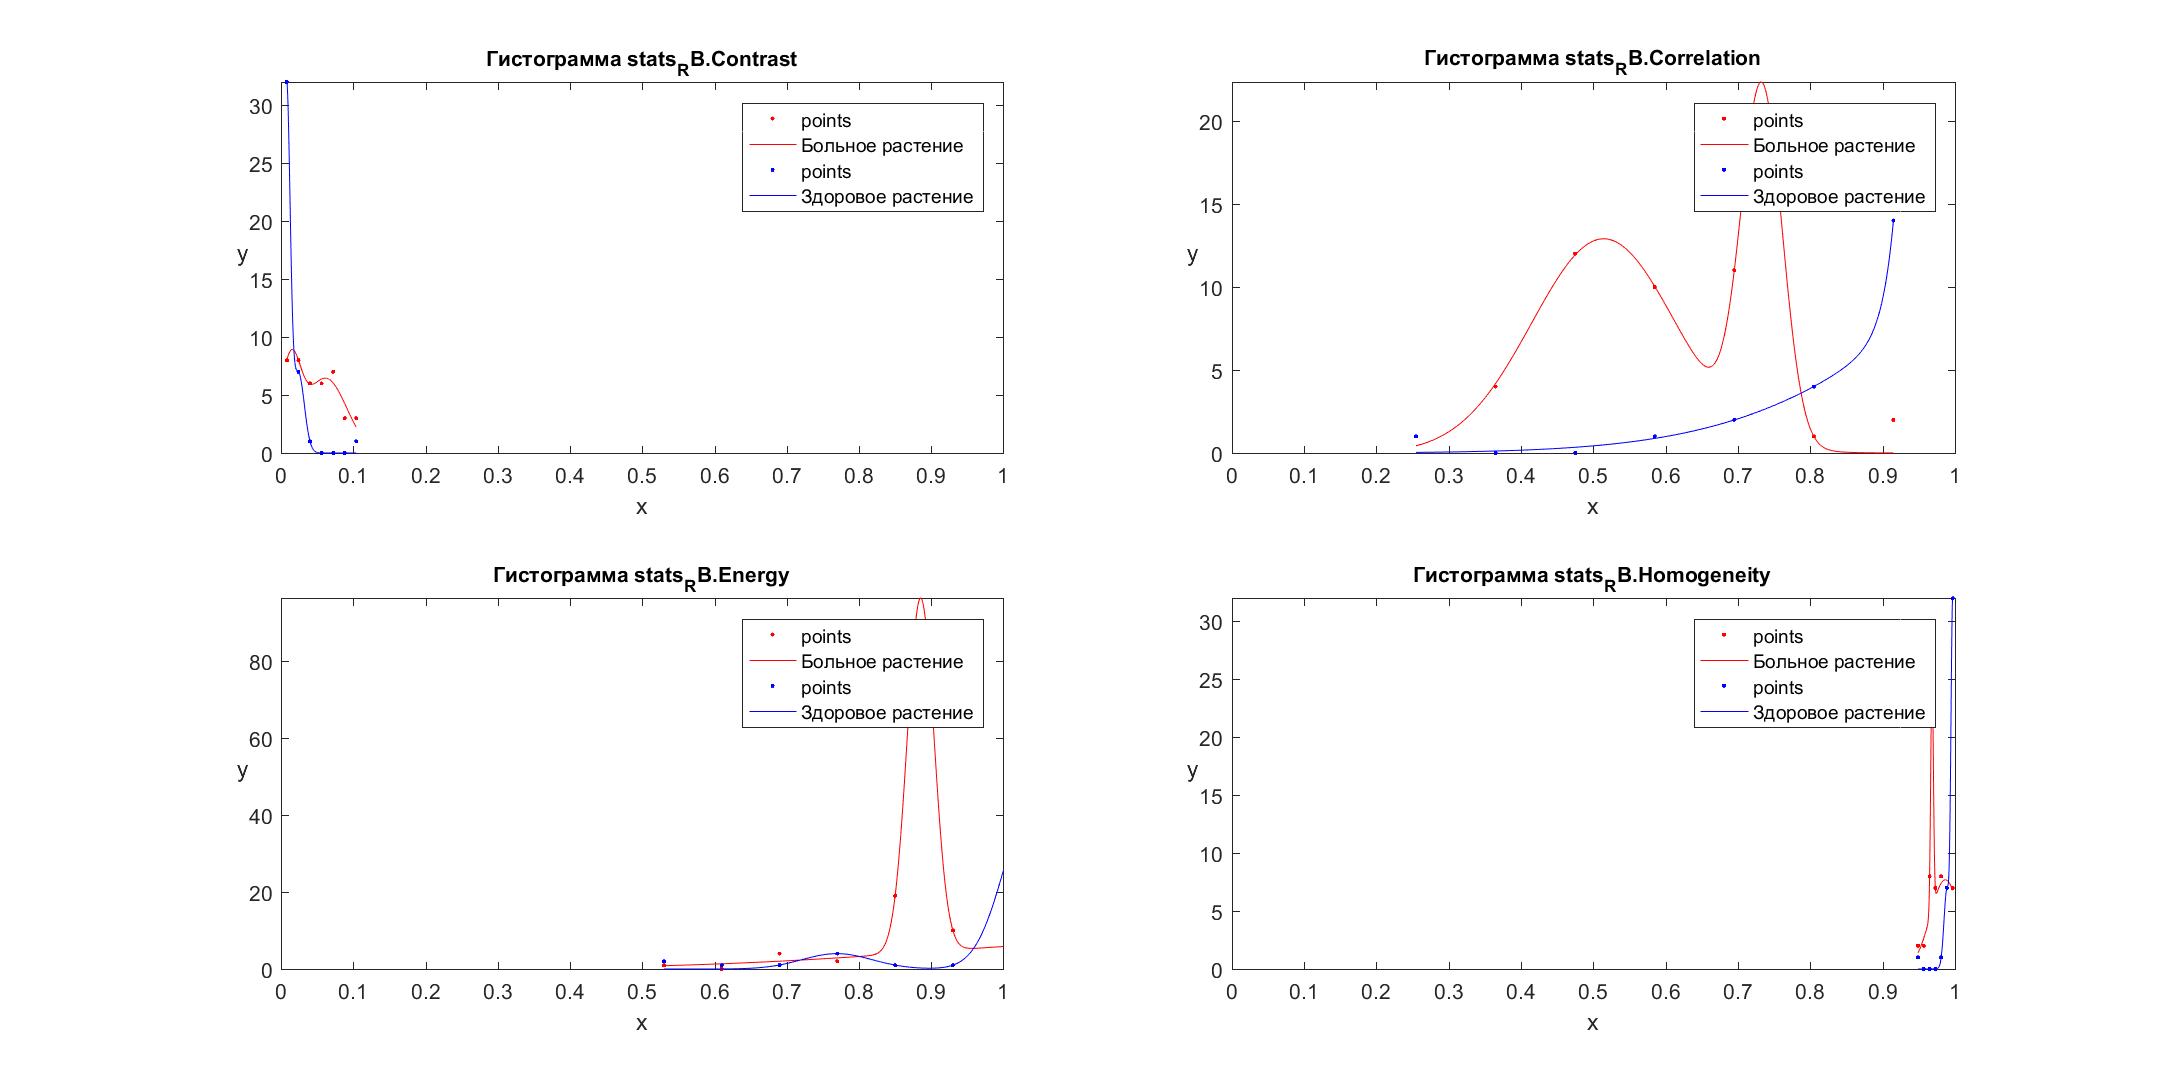 Гистограмма stats_RB.Contrast
30
25
20
15
10
5
0
y
0 0.1 0.2 0.3 0.4 0.5 0.6 0.7 0.8 0.9 1
x
points
Больное растение
points
Здоровое растение
Гистограмма stats_RB.Correlation
20
15
10
5
0
y
0 0.1 0.2 0.3 0.4 0.5 0.6 0.7 0.8 0.9 1
x
points
Больное растение
points
Здоровое растение
Гистограмма stats_RB.Energy
80
60
40
20
0
y
0 0.1 0.2 0.3 0.4 0.5 0.6 0.7 0.8 0.9 1
x
points
Больное растение
points
Здоровое растение
Гистограмма stats_RB.Homogeneity
30
25
20
15
10
5
0
y
0 0.1 0.2 0.3 0.4 0.5 0.6 0.7 0.8 0.9 1
x
points
Больное растение
points
Здоровое растение